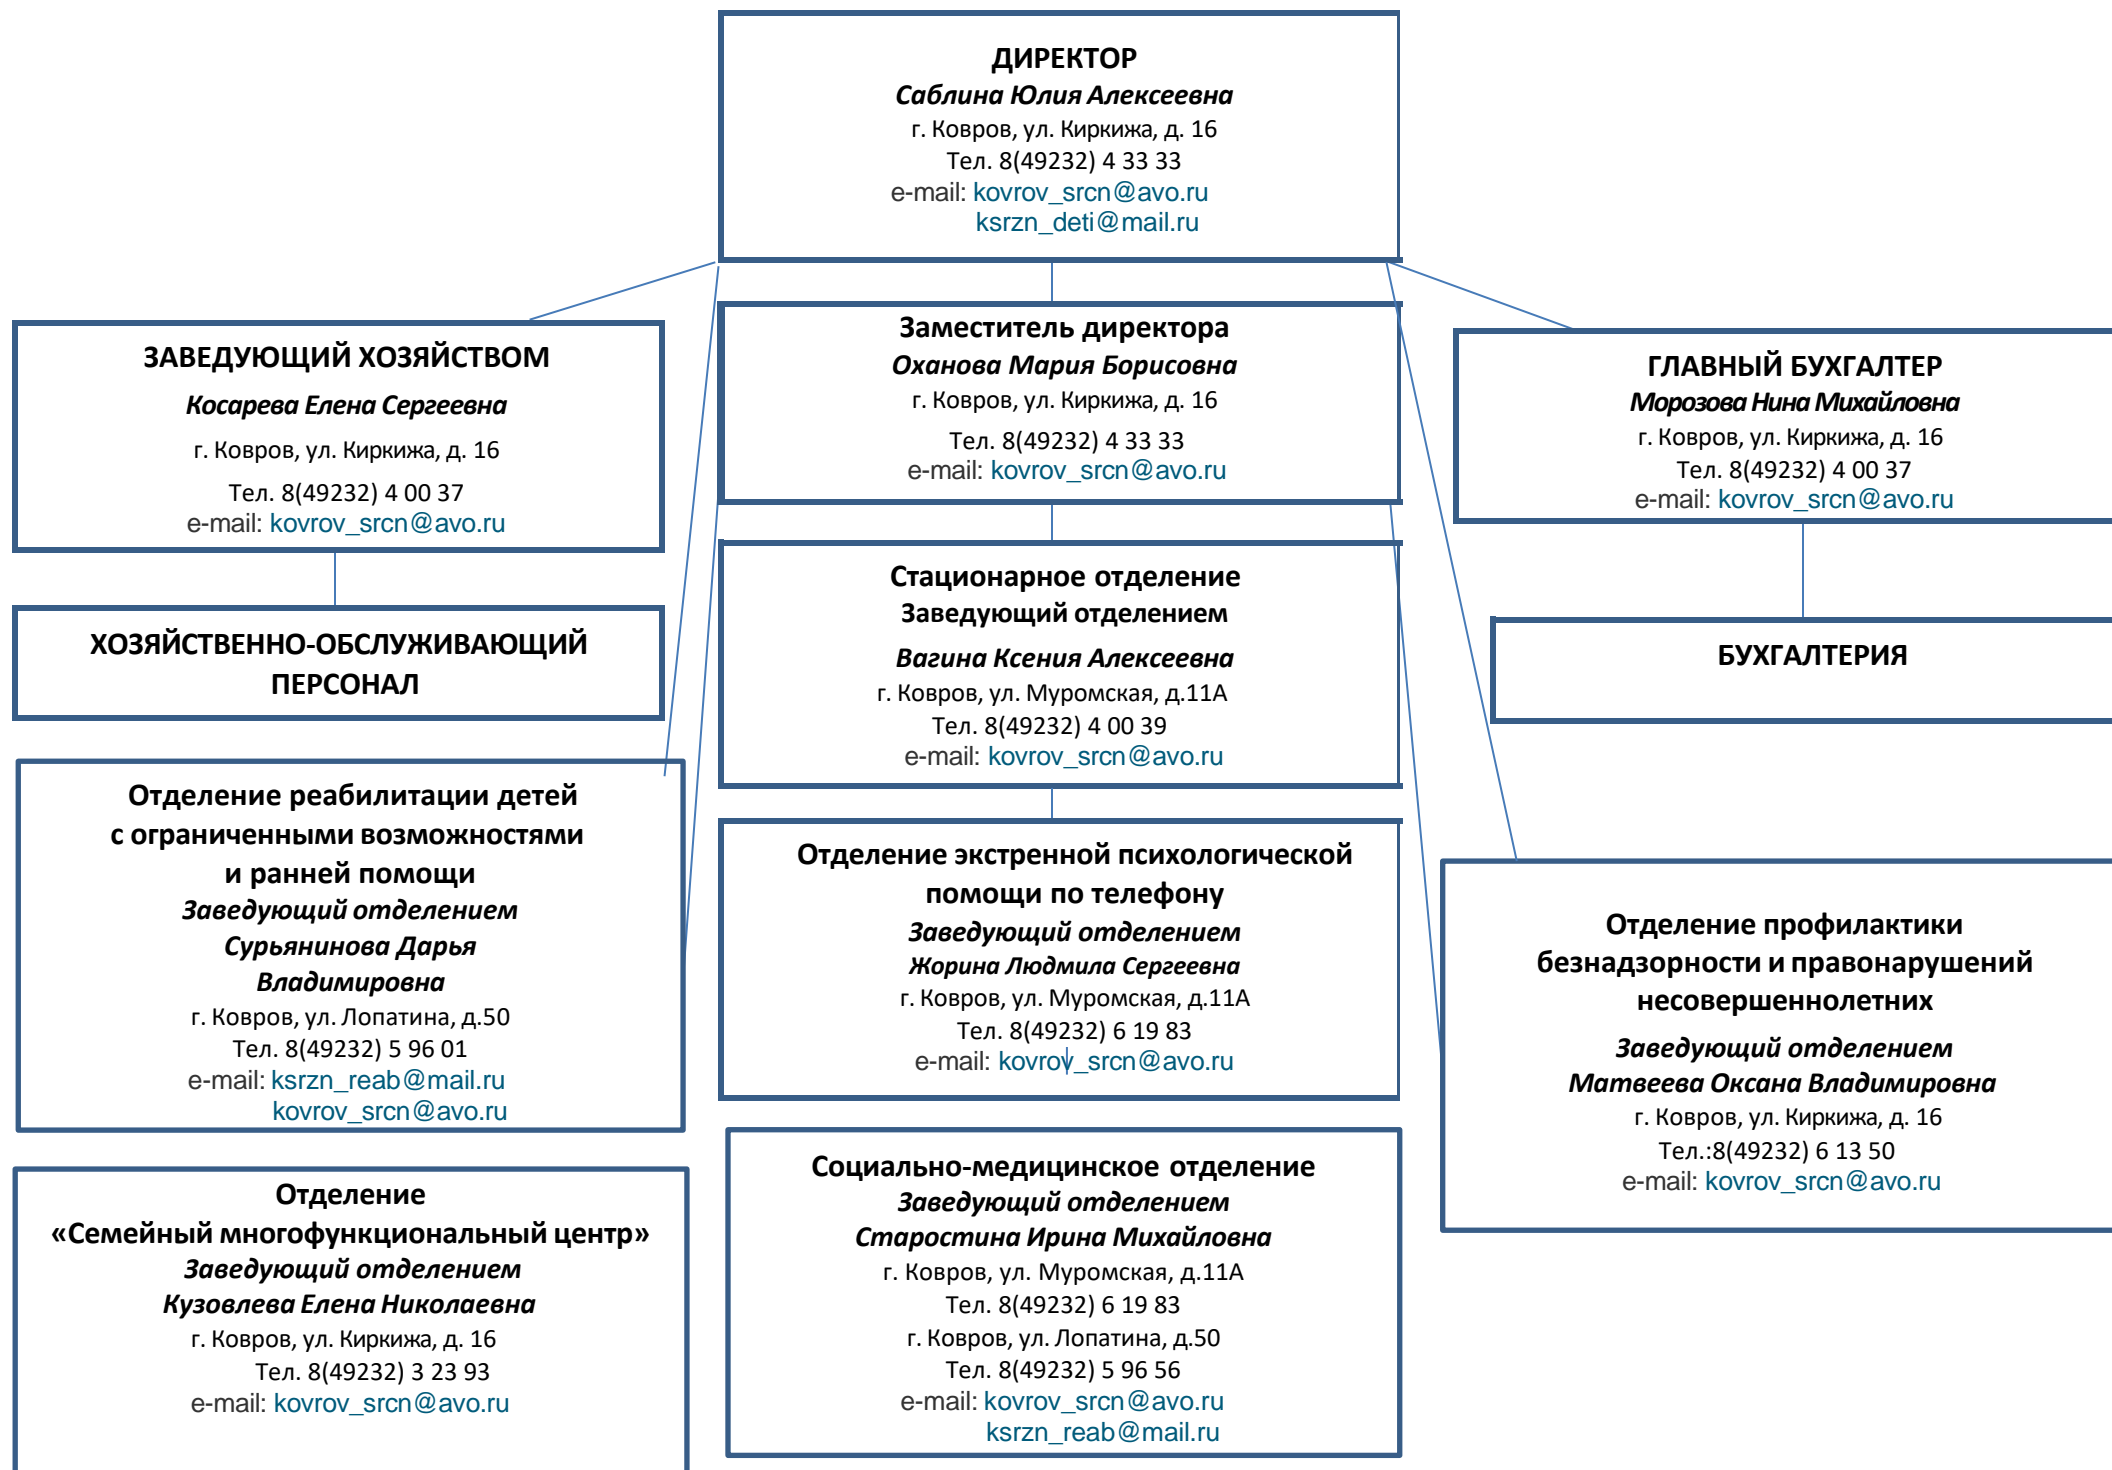 ДИРЕКТОР
Саблина Юлия Алексеевна
г. Ковров, ул. Киркижа, д. 16
Тел. 8(49232) 4 33 33
e-mail: kovrov_srcn@avo.ru
ksrzn_deti@mail.ru
ЗАВЕДУЮЩИЙ ХОЗЯЙСТВОМ
Косарева Елена Сергеевна
г. Ковров, ул. Киркижа, д. 16
Тел. 8(49232) 4 00 37
e-mail: kovrov_srcn@avo.ru
Заместитель директора
Оханова Мария Борисовна
г. Ковров, ул. Киркижа, д. 16
Тел. 8(49232) 4 33 33
e-mail: kovrov_srcn@avo.ru
ГЛАВНЫЙ БУХГАЛТЕР
Морозова Нина Михайловна
г. Ковров, ул. Киркижа, д. 16
Тел. 8(49232) 4 00 37
e-mail: kovrov_srcn@avo.ru
ХОЗЯЙСТВЕННО-ОБСЛУЖИВАЮЩИЙ
ПЕРСОНАЛ
Стационарное отделение
Заведующий отделением
Вагина Ксения Алексеевна
г. Ковров, ул. Муромская, д.11А
Тел. 8(49232) 4 00 39
e-mail: kovrov_srcn@avo.ru
БУХГАЛТЕРИЯ
Отделение реабилитации детей
с ограниченными возможностями
и ранней помощи
Заведующий отделением
Сурьянинова Дарья
Владимировна
г. Ковров, ул. Лопатина, д.50
Тел. 8(49232) 5 96 01
e-mail: ksrzn_reab@mail.ru
kovrov_srcn@avo.ru
Отделение экстренной психологической
помощи по телефону
Заведующий отделением
Жорина Людмила Сергеевна
г. Ковров, ул. Муромская, д.11А
Тел. 8(49232) 6 19 83
e-mail: kovrov_srcn@avo.ru
Отделение профилактики
безнадзорности и правонарушений
несовершеннолетних
Заведующий отделением
Матвеева Оксана Владимировна
г. Ковров, ул. Киркижа, д. 16
Тел.:8(49232) 6 13 50
e-mail: kovrov_srcn@avo.ru
Отделение
«Семейный многофункциональный центр»
Заведующий отделением
Кузовлева Елена Николаевна
г. Ковров, ул. Киркижа, д. 16
Тел. 8(49232) 3 23 93
e-mail: kovrov_srcn@avo.ru
Социально-медицинское отделение
Заведующий отделением
Старостина Ирина Михайловна
г. Ковров, ул. Муромская, д.11А
Тел. 8(49232) 6 19 83
г. Ковров, ул. Лопатина, д.50
Тел. 8(49232) 5 96 56
e-mail: kovrov_srcn@avo.ru
ksrzn_reab@mail.ru